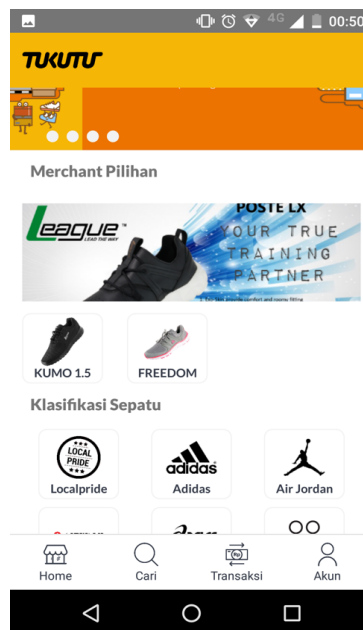 4G 00:50
TUKUTU
Merchant Pilihan
League
LEAD THE WAY
POSTE LX
YOUR TRUE
TRAINING
PARTNER
KUMO 1.5
FREEDOM
Klasifikasi Sepatu
LOCAL
PRIDE
adidas
Localpride
Adidas
Air Jordan
Home
Cari
Rp
Transaksi
Akun